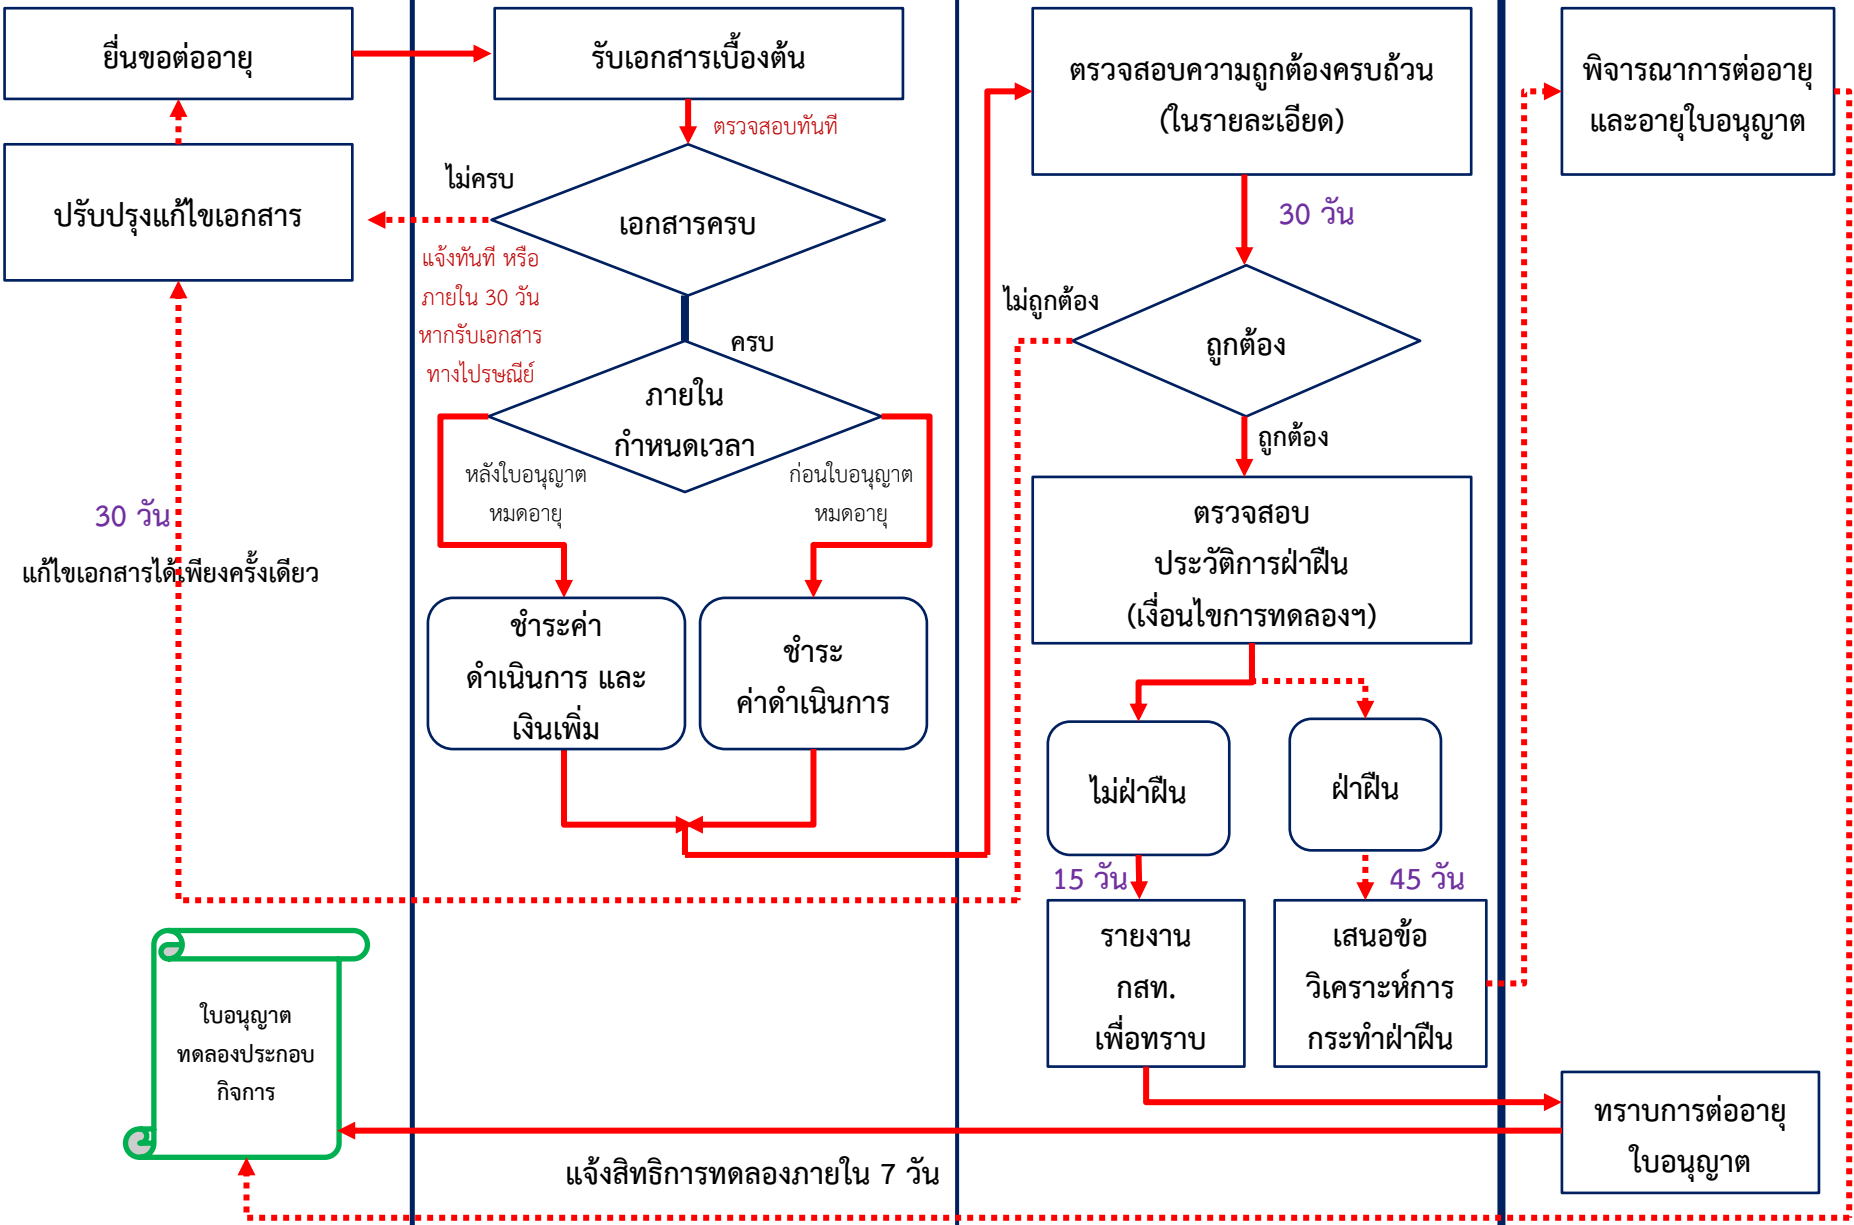 ยื่นขอต่ออายุ
ปรับปรุงแก้ไขเอกสาร
30 วัน
แก้ไขเอกสารได้เพียงครั้งเดียว
ใบอนุญาต
ทดลองประกอบ
กิจการ
รับเอกสารเบื้องต้น
ตรวจสอบทันที
ไม่ครบ
เอกสารครบ
แจ้งทันที หรือ
ภายใน 30 วัน
หากรับเอกสาร
ทางไปรษณีย์
ครบ
ภายใน
กำหนดเวลา
หลังใบอนุญาต
หมดอายุ
ก่อนใบอนุญาต
หมดอายุ
ชำระค่า
ดำเนินการ และ
เงินเพิ่ม
ชำระ
ค่าดำเนินการ
ตรวจสอบความถูกต้องครบถ้วน
(ในรายละเอียด)
30 วัน
ไม่ถูกต้อง
ถูกต้อง
ถูกต้อง
ตรวจสอบ
ประวัติการฝ่าฝืน
(เงื่อนไขการทดลองฯ)
ไม่ฝ่าฝืน
ฝ่าฝืน
15 วัน
45 วัน
รายงาน
กสท.
เพื่อทราบ
เสนอข้อ
วิเคราะห์การ
กระทำฝ่าฝืน
พิจารณาการต่ออายุ
และอายุใบอนุญาต
ทราบการต่ออายุ
ใบอนุญาต
แจ้งสิทธิการทดลองภายใน 7 วัน